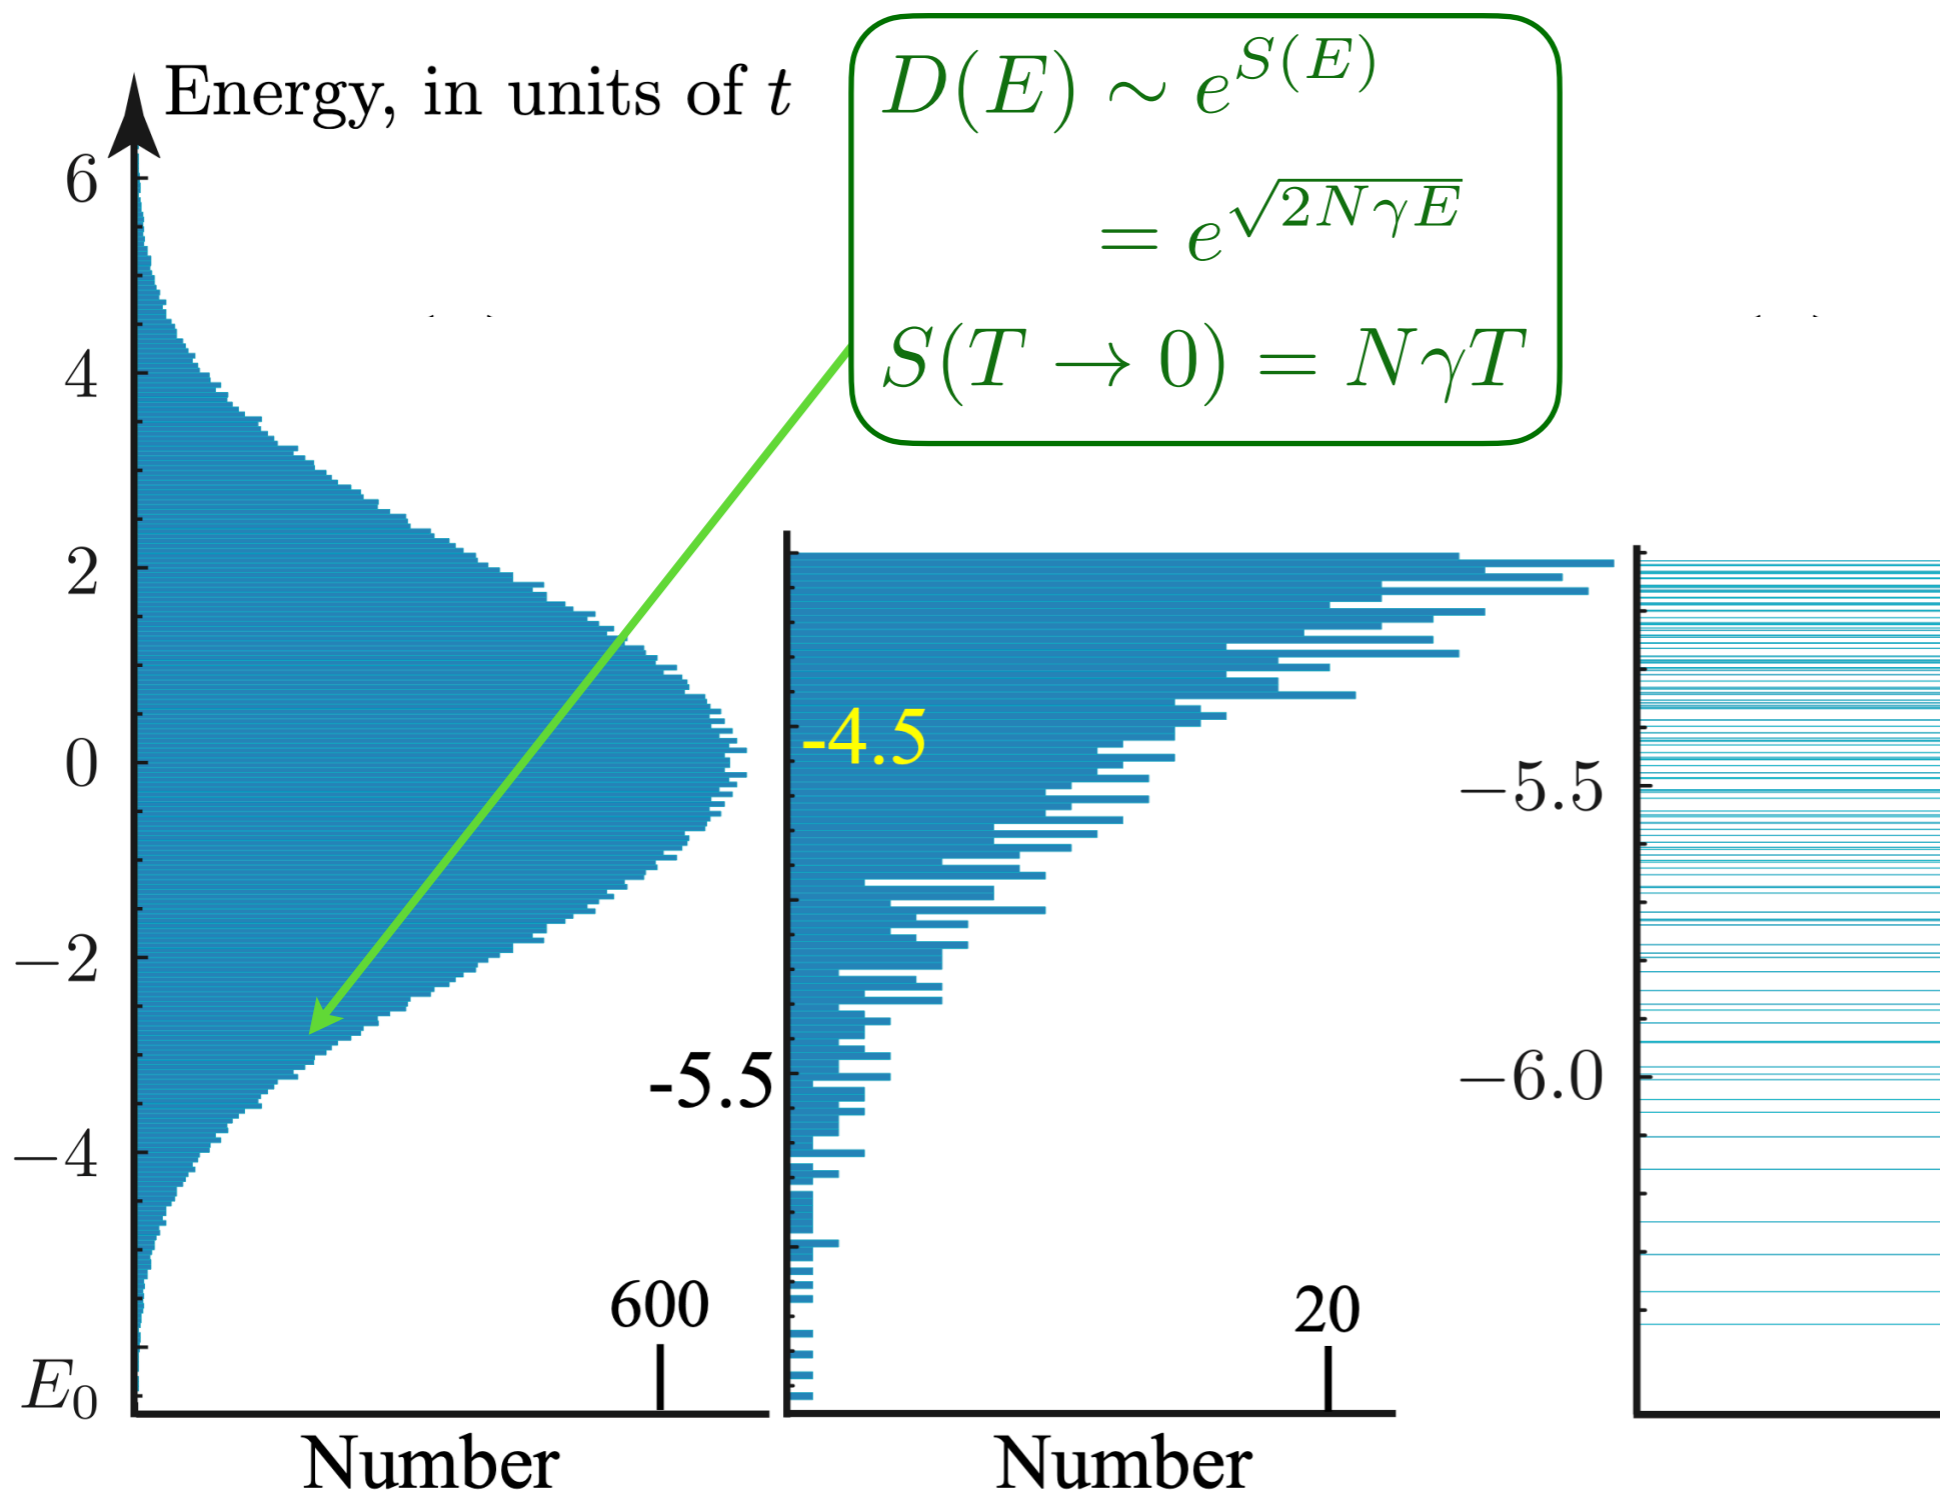 Energy, in units of t
D(E) ∼ e^{S(E)}
= e^{√2NγE}
S(T → 0) = NγT
6
4
2
0
−2
−4
E₀
600
Number
-4.5
-5.5
20
Number
−5.5
−6.0